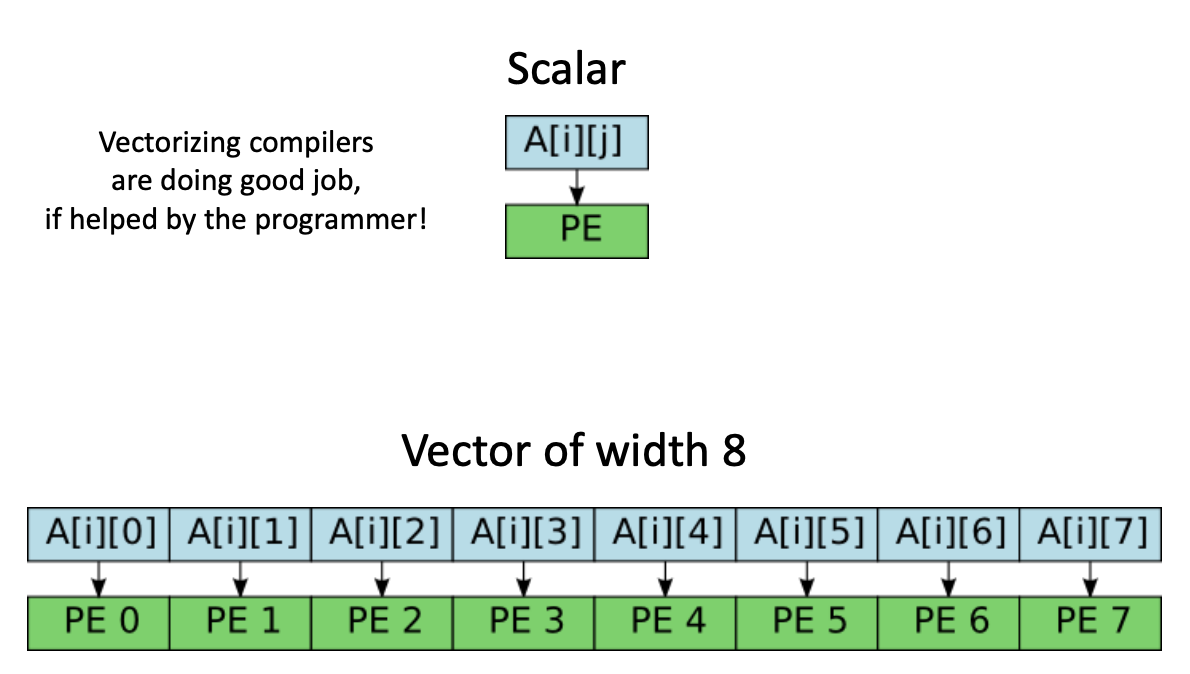 Scalar
Vectorizing compilers
are doing good job,
if helped by the programmer!
A[i][j]
PE
Vector of width 8
A[i][0] A[i][1] A[i][2] A[i][3] A[i][4] A[i][5] A[i][6] A[i][7]
PE 0 PE 1 PE 2 PE 3 PE 4 PE 5 PE 6 PE 7